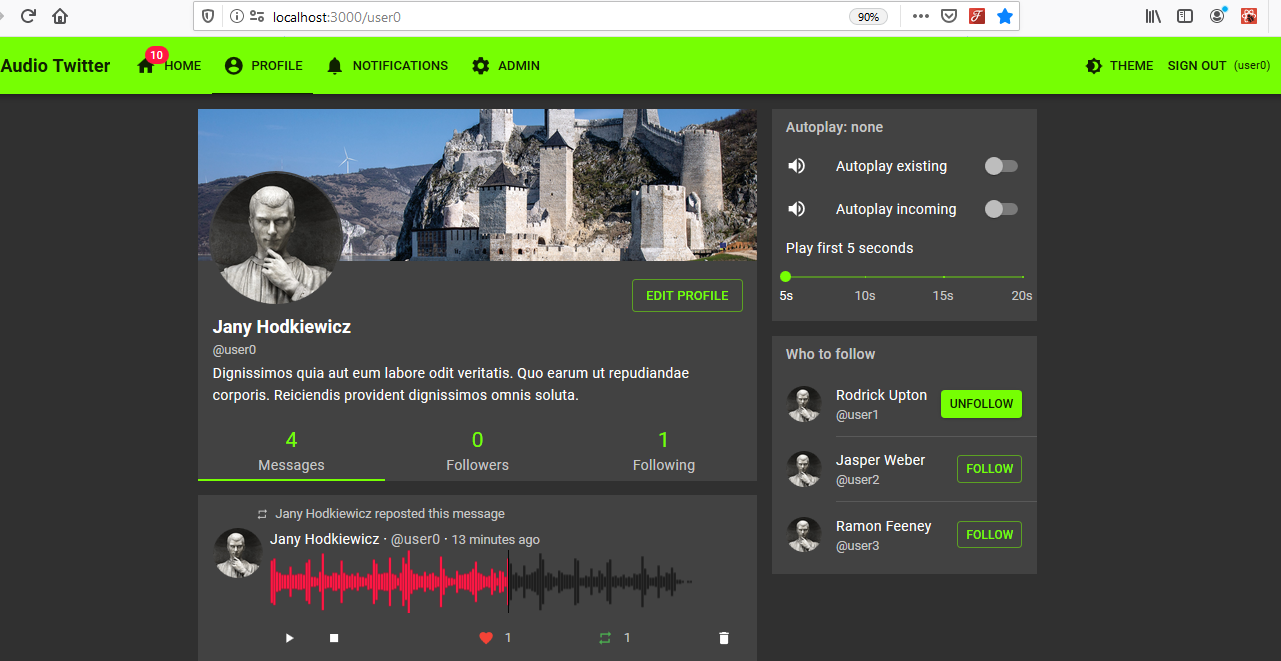 localhost:3000/user0
90%
Audio Twitter
10
HOME
PROFILE
NOTIFICATIONS
ADMIN
THEME
SIGN OUT (user0)
EDIT PROFILE
Jany Hodkiewicz
@user0
Dignissimos quia aut eum labore odit veritatis. Quo earum ut repudiandae
corporis. Reiciendis provident dignissimos omnis soluta.
4
Messages
0
Followers
1
Following
Jany Hodkiewicz reposted this message
Jany Hodkiewicz · @user0 · 13 minutes ago
1
1
Autoplay: none
Autoplay existing
Autoplay incoming
Play first 5 seconds
5s 10s 15s 20s
Who to follow
Rodrick Upton
@user1
UNFOLLOW
Jasper Weber
@user2
FOLLOW
Ramon Feeney
@user3
FOLLOW